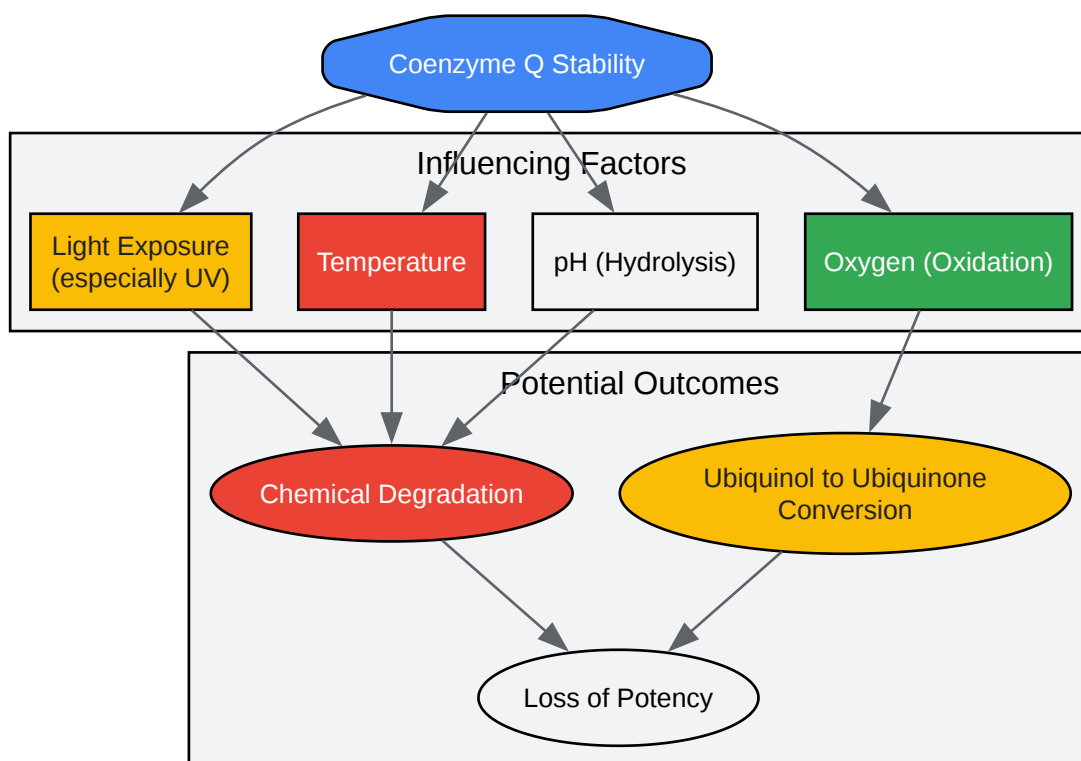 Coenzyme Q Stability
Influencing Factors
Light Exposure
(especially UV)
Temperature
pH (Hydrolysis)
Oxygen (Oxidation)
Potential Outcomes
Chemical Degradation
Ubiquinol to Ubiquinone
Conversion
Loss of Potency